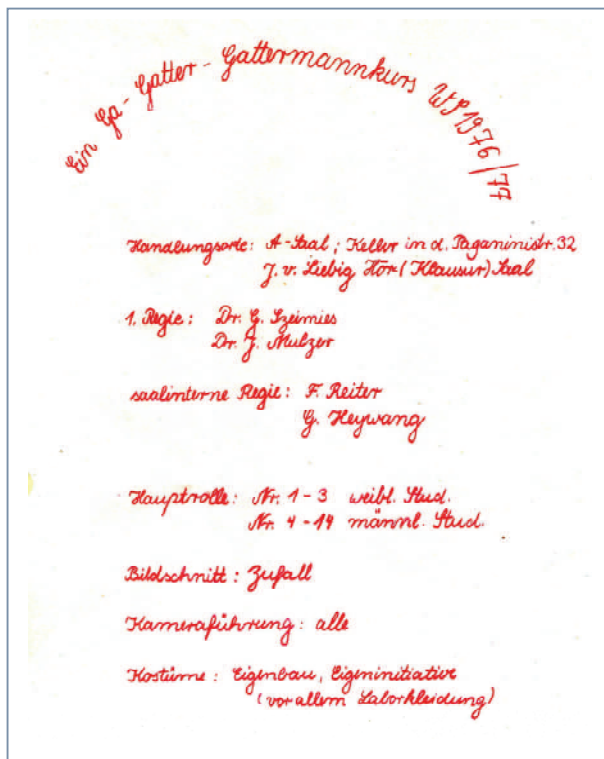 Ein Ga-Gatter-Gattermannkurs WS 1976/77
Handlungsorte: A-Saal; Keller in d. Paganinistr. 32
J. v. Liebig Hör(Klausur)Saal
1. Regie: Dr. G. Szeimies
Dr. J. Mulzer
saalinterne Regie: F. Reiter
G. Heywang
Hauptrolle: Nr. 1-3 weibl. Stud.
Nr. 4-14 männl. Stud.
Bildschnitt: Zufall
Kameraführung: alle
Kostüme: Eigenbau, Eigeninitiative
(vor allem Laborkleidung)